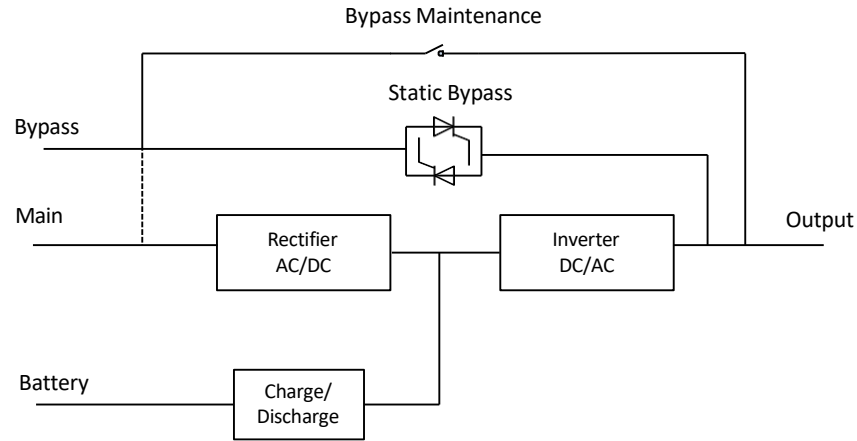 Bypass Maintenance
Static Bypass
Bypass
Main
Rectifier
AC/DC
Inverter
DC/AC
Output
Battery
Charge/
Discharge